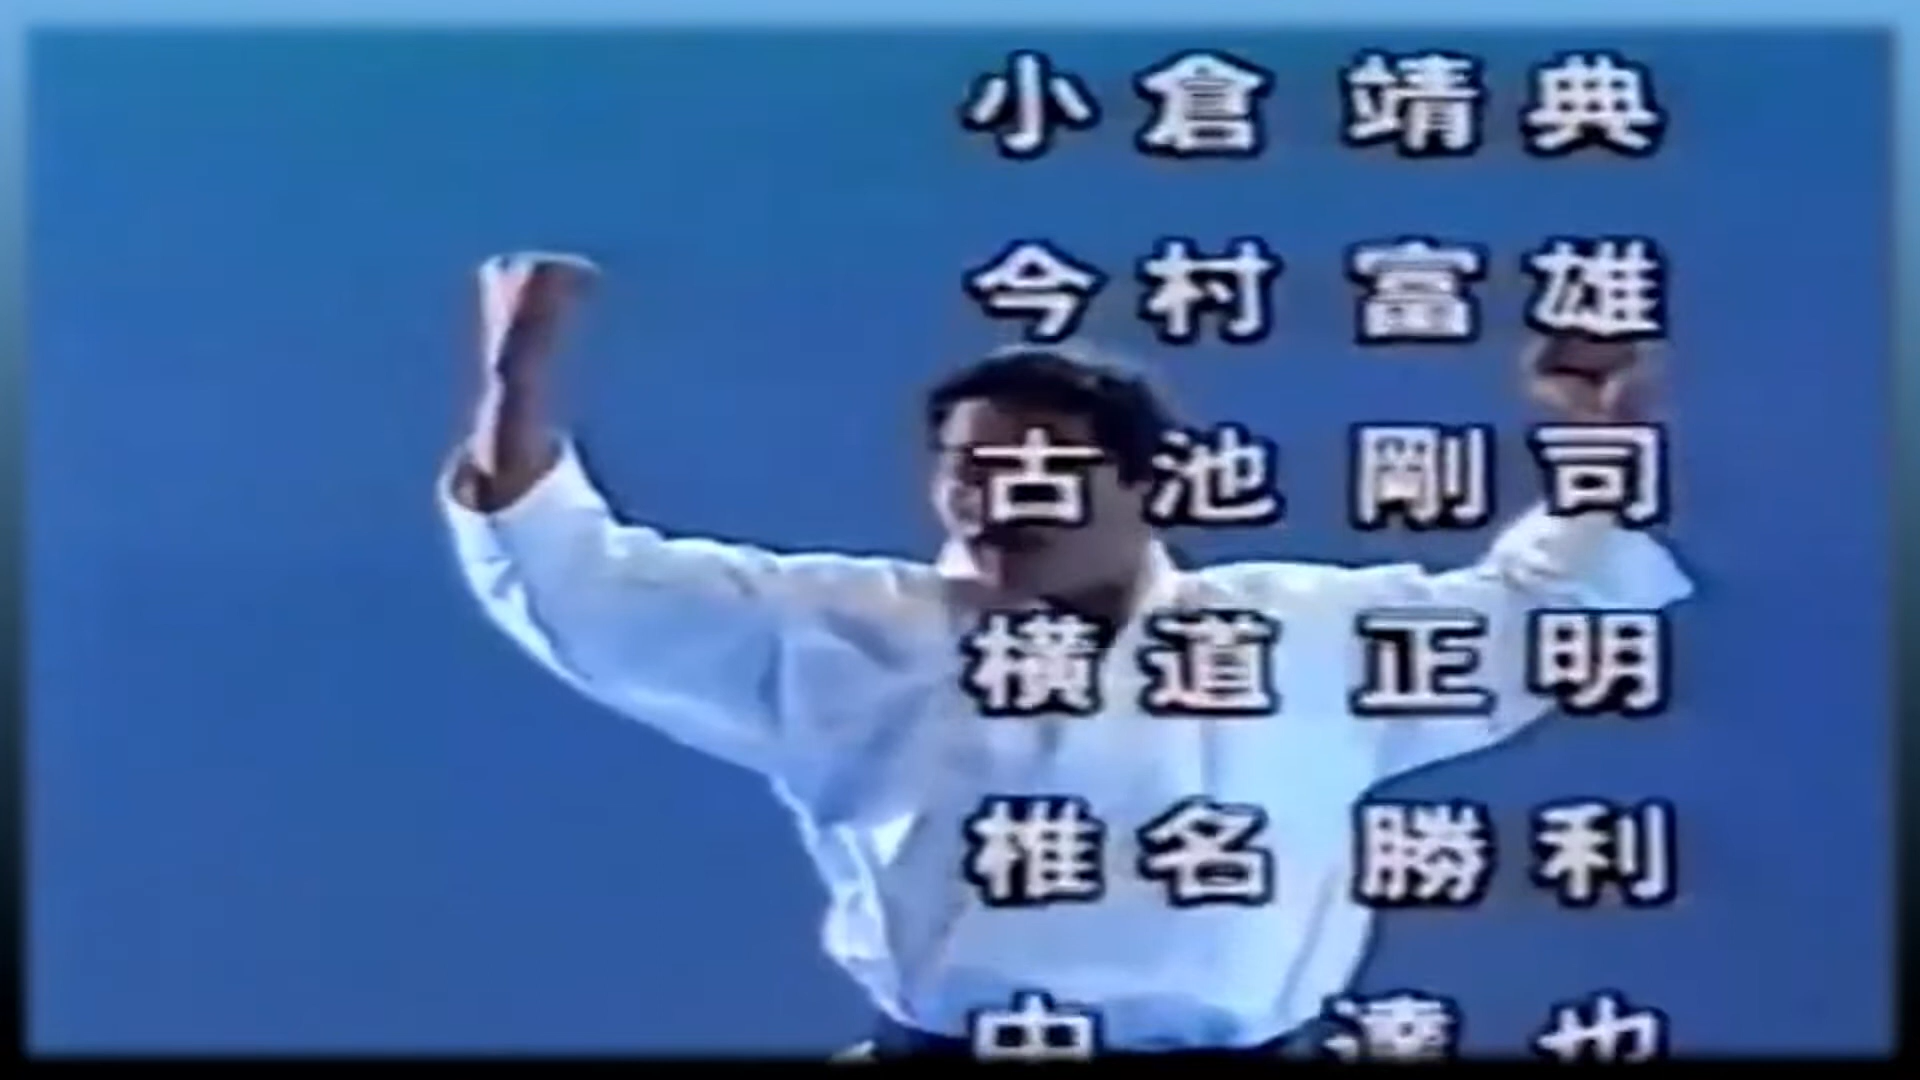 小倉 靖典
今村 富雄
古池 剛司
横道 正明
椎名 勝利